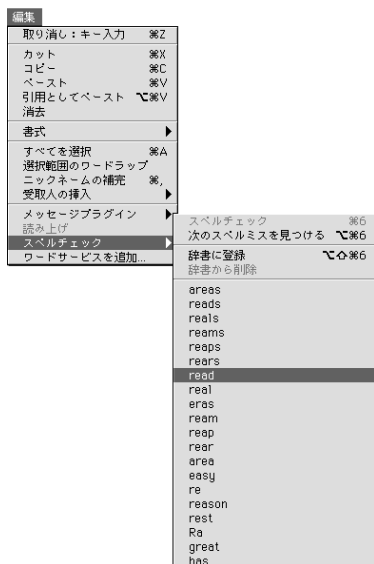 編集
取り消し：キー入力 ⌘Z
カット ⌘X
コピー ⌘C
ペースト ⌘V
引用としてペースト ⌥⌘V
消去
書式
すべてを選択 ⌘A
選択範囲のワードラップ
ニックネームの補完 ⌘,
受取人の挿入
メッセージプラグイン
読み上げ
スペルチェック
ワードサービスを追加...
スペルチェック ⌘6
次のスペルミスを見つける ⌥⌘6
辞書に登録 ⌥⇧⌘6
辞書から削除
areas
reads
reals
reams
reaps
rears
read
real
eras
ream
reap
rear
area
easy
re
reason
rest
Ra
great
has